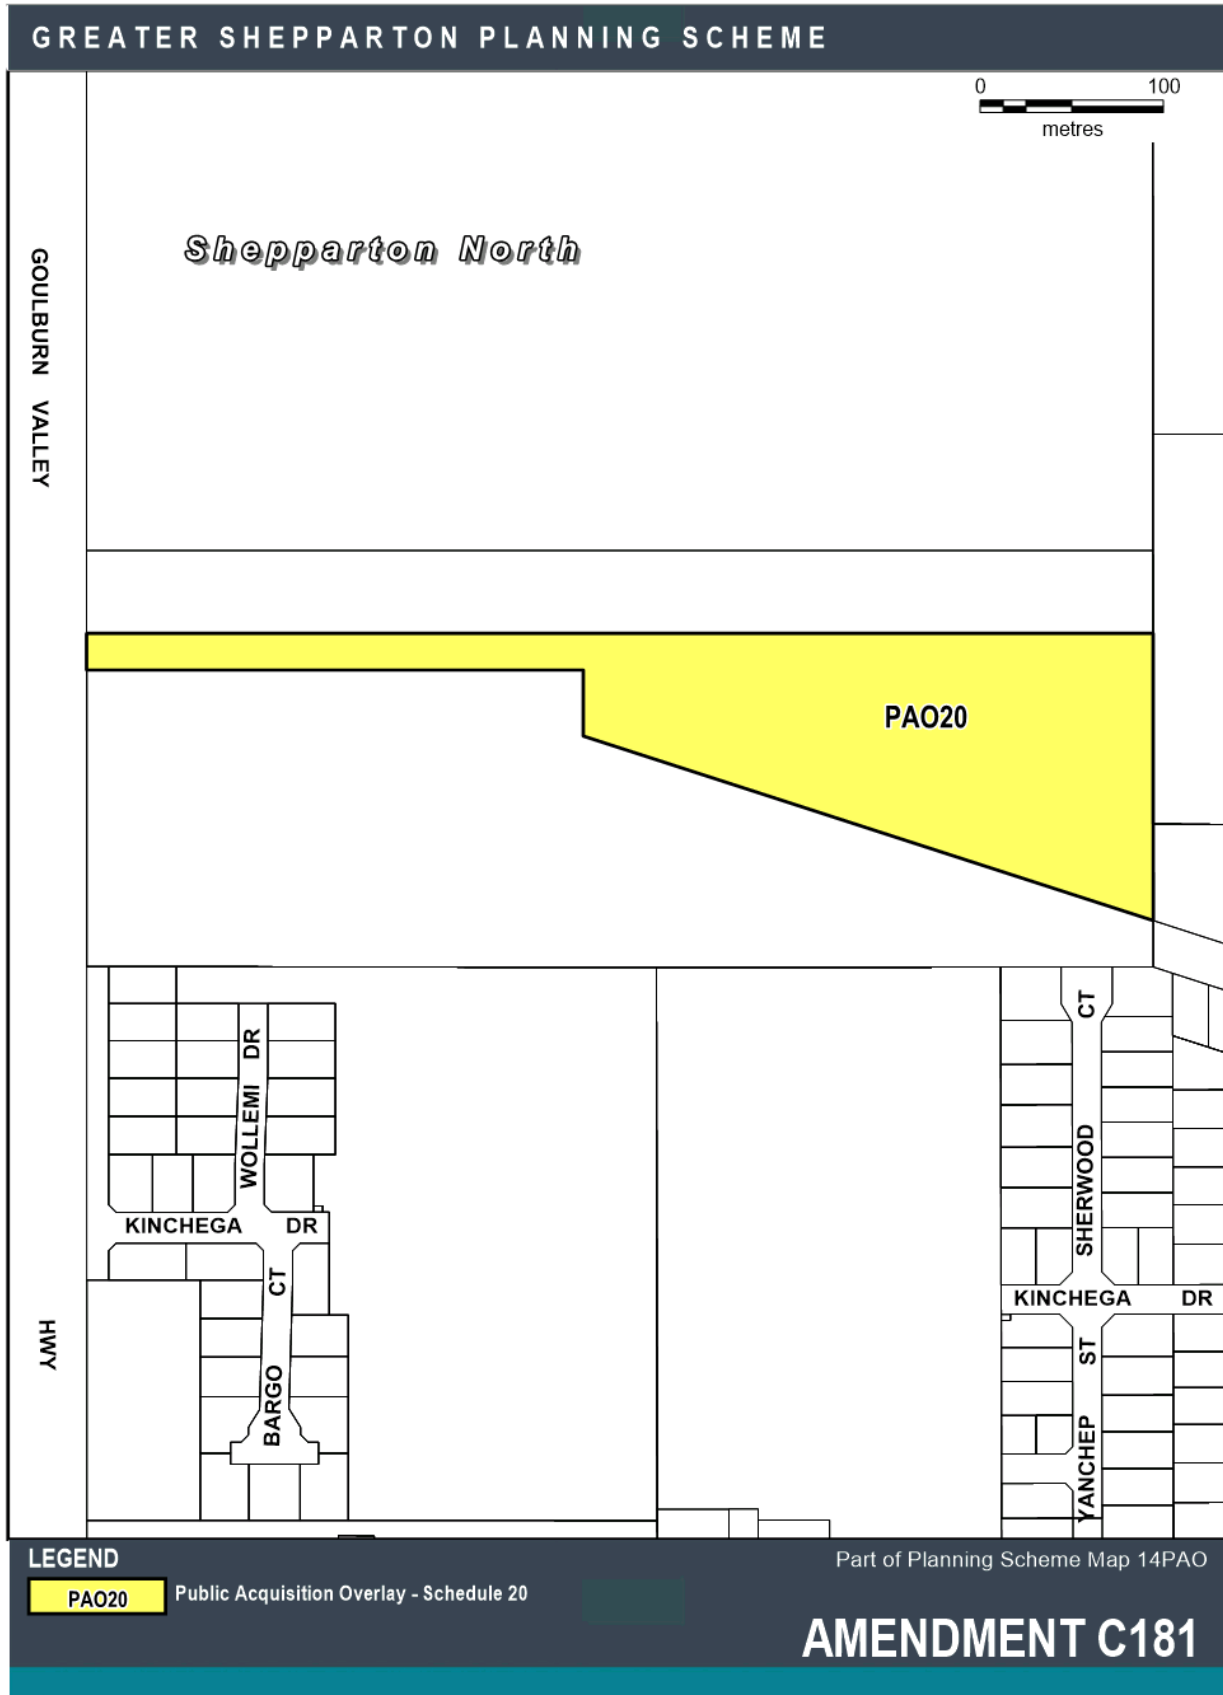 GREATER SHEPPARTON PLANNING SCHEME
0 100
metres
Shepparton North
GOULBURN VALLEY
PAO20
CT
WOLLEMI DR
SHERWOOD
KINCHEGA DR
CT
KINCHEGA DR
HWY
ST
BARGO
YANCHEP
LEGEND
Part of Planning Scheme Map 14PAO
PAO20 Public Acquisition Overlay - Schedule 20
AMENDMENT C181